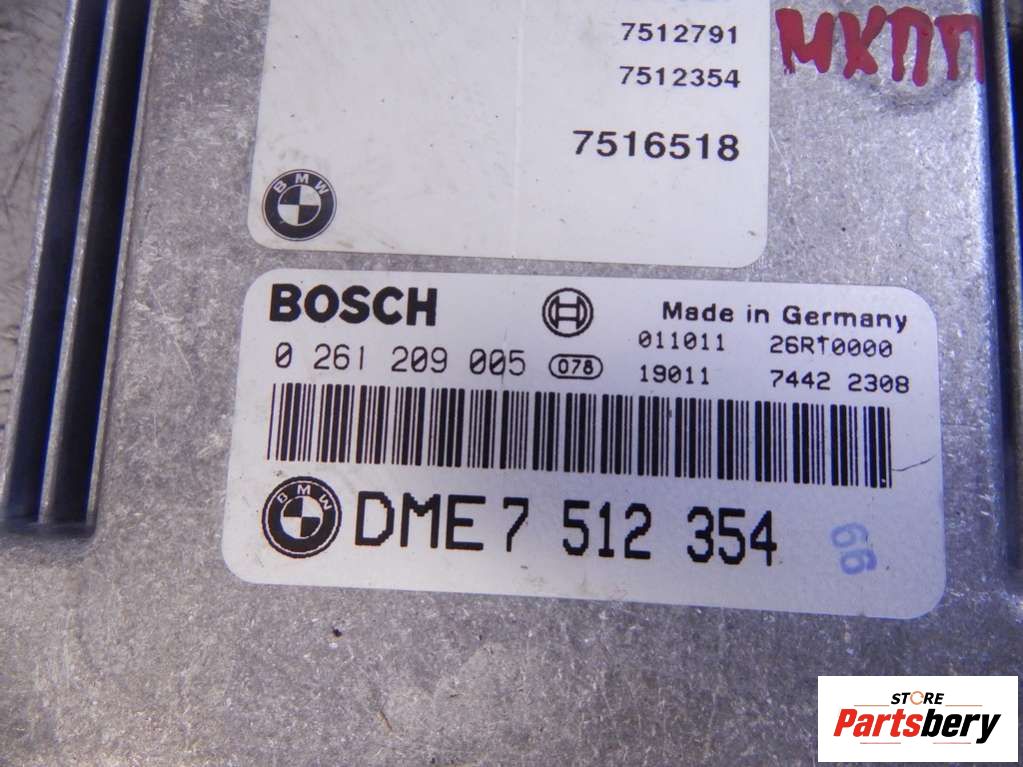 7512791
7512354
7516518
МХПП
BMW
BOSCH
Made in Germany
0 261 209 005
078
011011 26RT0000
19011 7442 2308
BMW
DME 7 512 354
66
STORE
Partsbery